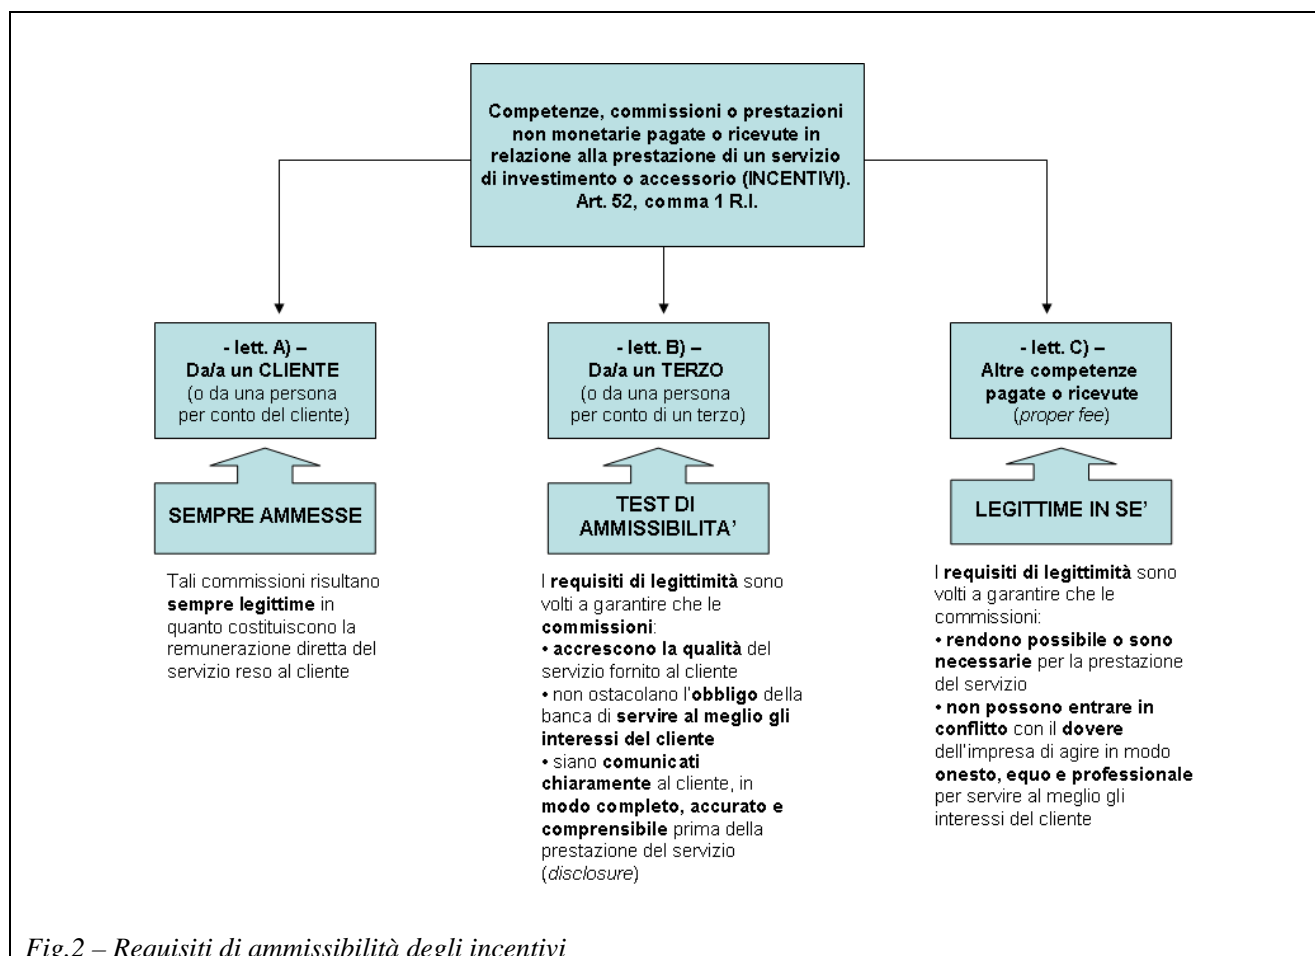 Competenze, commissioni o prestazioni
non monetarie pagate o ricevute in
relazione alla prestazione di un servizio
di investimento o accessorio (INCENTIVI).
Art. 52, comma 1 R.I.
- lett. A) –
Da/a un CLIENTE
(o da una persona
per conto del cliente)
SEMPRE AMMESSE
Tali commissioni risultano
sempre legittime in
quanto costituiscono la
remunerazione diretta del
servizio reso al cliente
- lett. B) –
Da/a un TERZO
(o da una persona
per conto di un terzo)
TEST DI
AMMISSIBILITA’
I requisiti di legittimità sono
volti a garantire che le
commissioni:
• accrescono la qualità del
servizio fornito al cliente
• non ostacolano l’obbligo della
banca di servire al meglio gli
interessi del cliente
• siano comunicati
chiaramente al cliente, in
modo completo, accurato e
comprensibile prima della
prestazione del servizio
(disclosure)
- lett. C) –
Altre competenze
pagate o ricevute
(proper fee)
LEGITTIME IN SE’
I requisiti di legittimità sono
volti a garantire che le
commissioni:
• rendono possibile o sono
necessarie per la prestazione
del servizio
• non possono entrare in
conflitto con il dovere
dell’impresa di agire in modo
onesto, equo e professionale
per servire al meglio gli
interessi del cliente
Fig.2 – Requisiti di ammissibilità degli incentivi